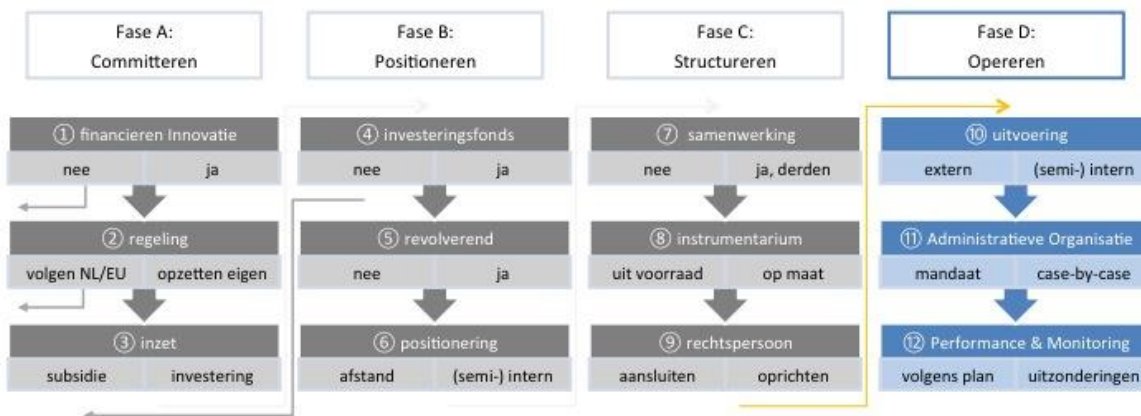 Fase A:
Committeren
① financieren Innovatie
nee ja
② regeling
volgen NL/EU opzetten eigen
③ inzet
subsidie investering
Fase B:
Positioneren
④ investeringsfonds
nee ja
⑤ revolverend
nee ja
⑥ positionering
afstand (semi-) intern
Fase C:
Structureren
⑦ samenwerking
nee ja, derden
⑧ instrumentarium
uit voorraad op maat
⑨ rechtspersoon
aansluiten oprichten
Fase D:
Opereren
⑩ uitvoering
extern (semi-) intern
⑪ Administratieve Organisatie
mandaat case-by-case
⑫ Performance & Monitoring
volgens plan uitzonderingen